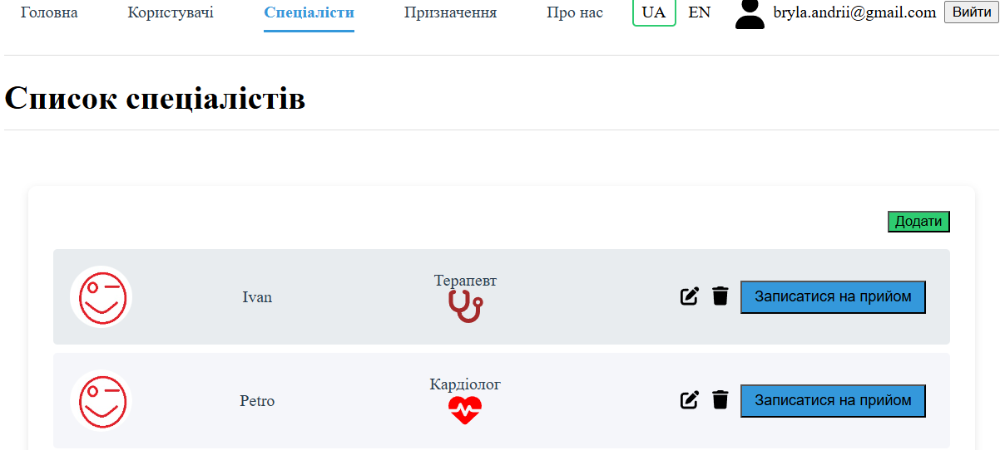 Головна Користувачі Спеціалісти Призначення Про нас UA EN bryla.andrii@gmail.com Вийти
Список спеціалістів
Додати
Терапевт
Ivan Записатися на прийом
Кардіолог
Petro Записатися на прийом